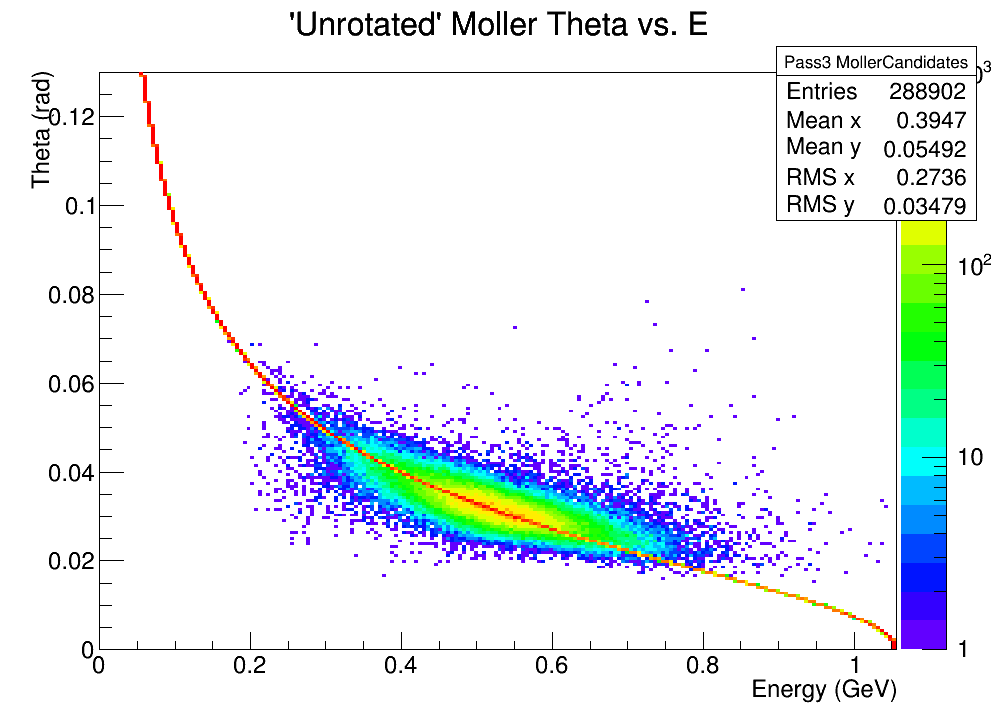 'Unrotated' Moller Theta vs. E
Pass3 MollerCandidates
Entries 288902
Mean x 0.3947
Mean y 0.05492
RMS x 0.2736
RMS y 0.03479
Theta (rad)
0.12
0.1
0.08
0.06
0.04
0.02
0
0 0.2 0.4 0.6 0.8 1
Energy (GeV)
10²
10
1